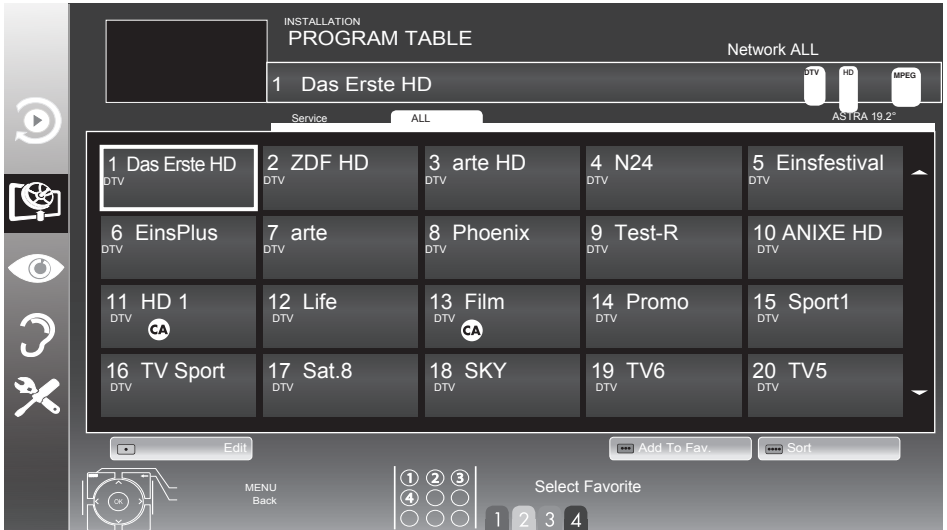 INSTALLATION
PROGRAM TABLE
Network ALL
1 Das Erste HD
DTV HD MPEG
Service ALL ASTRA 19.2°
1 Das Erste HD 2 ZDF HD 3 arte HD 4 N24 5 Einsfestival
DTV DTV DTV DTV DTV
6 EinsPlus 7 arte 8 Phoenix 9 Test-R 10 ANIXE HD
DTV DTV DTV DTV DTV
11 HD 1 12 Life 13 Film 14 Promo 15 Sport1
DTV DTV DTV DTV DTV
CA CA
16 TV Sport 17 Sat.8 18 SKY 19 TV6 20 TV5
DTV DTV DTV DTV DTV
Edit Add To Fav. Sort
MENU
Back
OK
1 2 3
4
Select Favorite
1 2 3 4